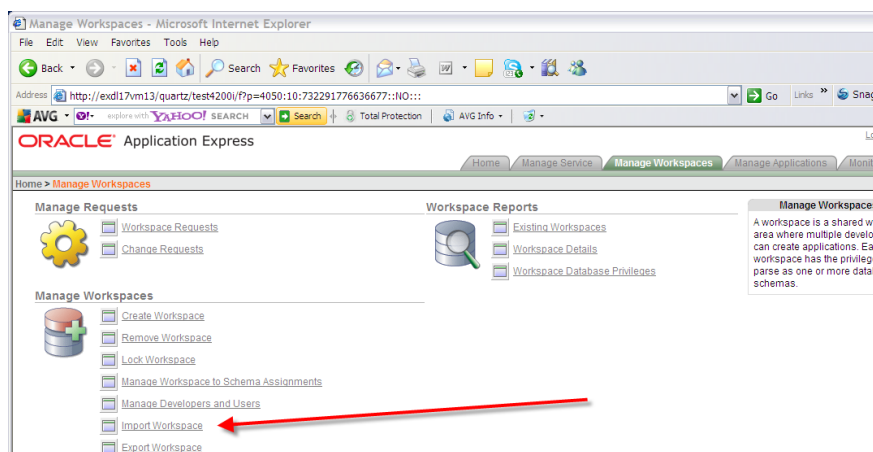 Manage Workspaces - Microsoft Internet Explorer
File Edit View Favorites Tools Help
Back Search Favorites
Address http://exdl17vm13/quartz/test4200i/f?p=4050:10:732291776636677::NO::: Go Links » Snag
AVG Y! explore with YAHOO! SEARCH Search Total Protection AVG Info
ORACLE Application Express
Home Manage Service Manage Workspaces Manage Applications Monit
Home > Manage Workspaces
Manage Requests
Workspace Requests
Change Requests
Workspace Reports
Existing Workspaces
Workspace Details
Workspace Database Privileges
Manage Workspaces
A workspace is a shared w
area where multiple develo
can create applications. Ea
workspace has the privileg
parse as one or more datab
schemas.
Manage Workspaces
Create Workspace
Remove Workspace
Lock Workspace
Manage Workspace to Schema Assignments
Manage Developers and Users
Import Workspace
Export Workspace